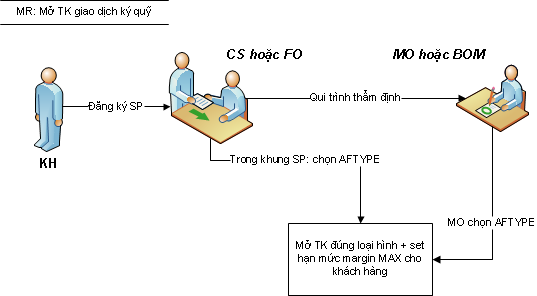 MR: Mở TK giao dịch ký quỹ
CS hoặc FO
MO hoặc BOM
Đăng ký SP
Qui trình thẩm định
KH
Trong khung SP: chọn AFTYPE
MO chọn AFTYPE
Mở TK đúng loại hình + set
hạn mức margin MAX cho
khách hàng